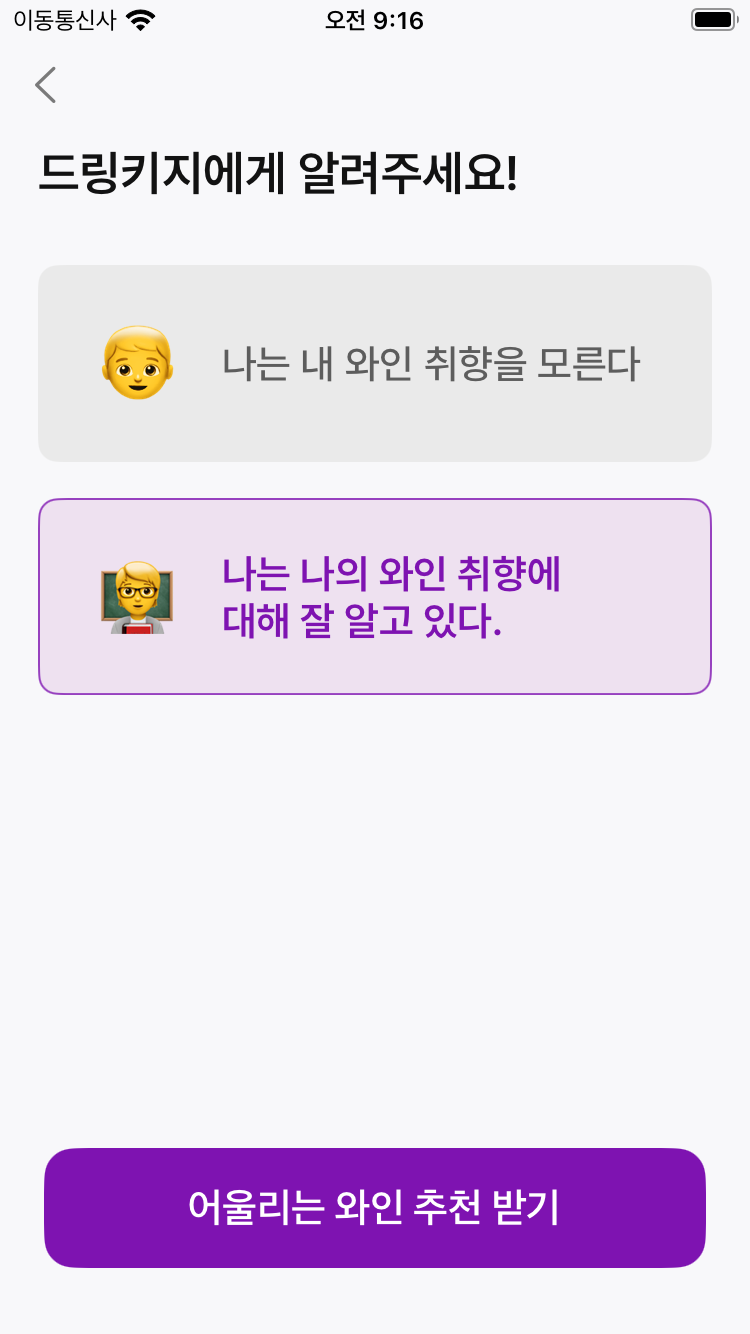 이동통신사 오전 9:16
드링키지에게 알려주세요!
나는 내 와인 취향을 모른다
나는 나의 와인 취향에
대해 잘 알고 있다.
어울리는 와인 추천 받기